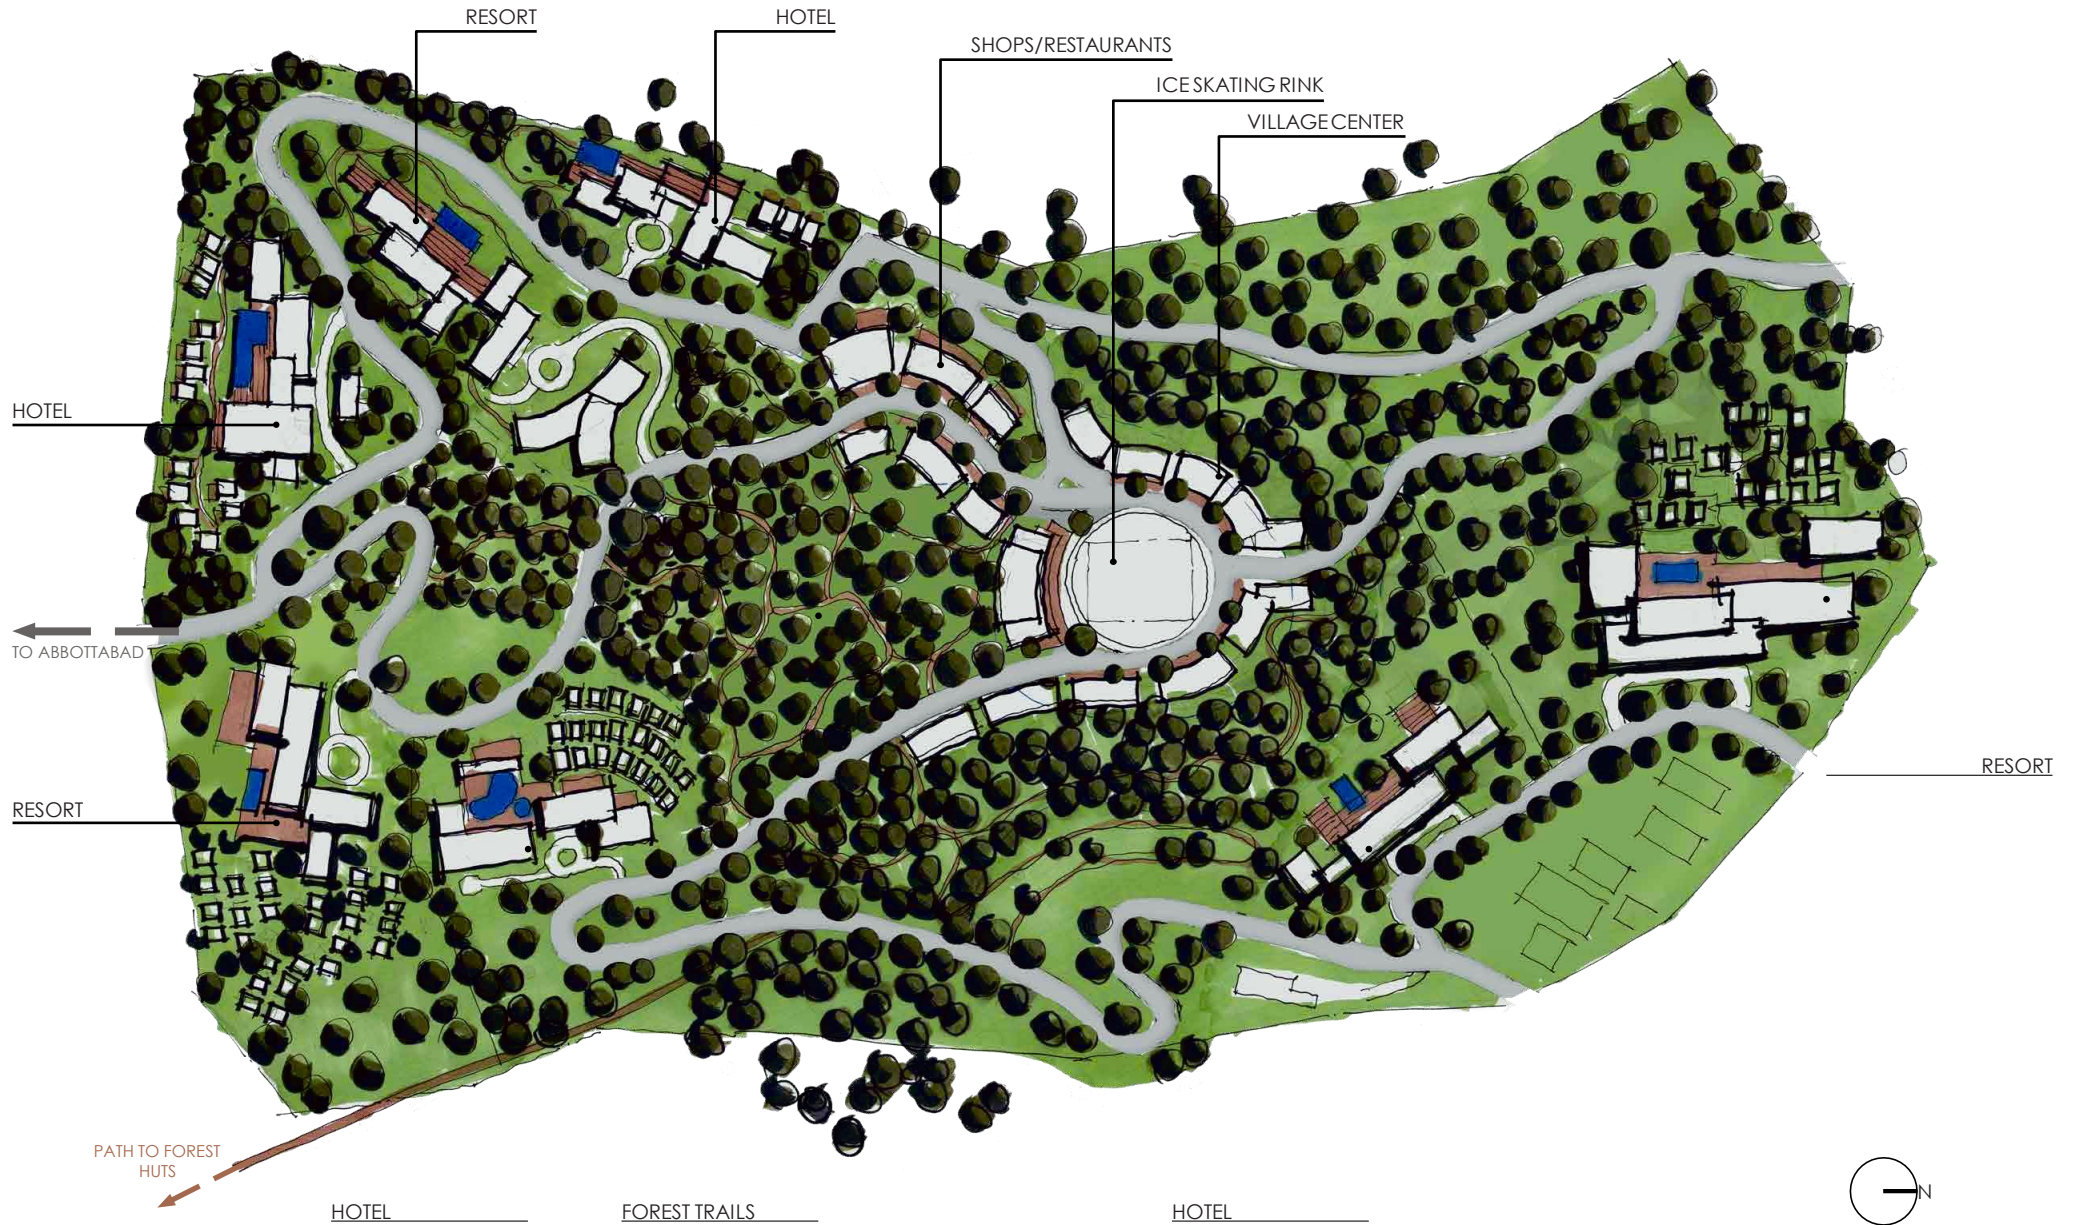 RESORT
HOTEL
SHOPS/RESTAURANTS
ICE SKATING RINK
VILLAGE CENTER
HOTEL
TO ABBOTTABAD
RESORT
RESORT
PATH TO FOREST
HUTS
N
HOTEL
FOREST TRAILS
HOTEL